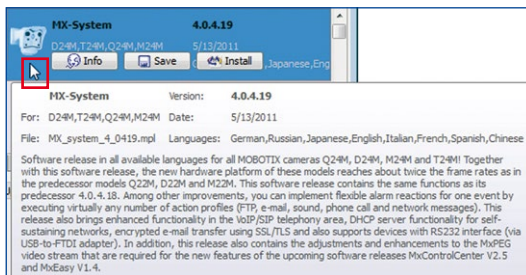 MX-System 4.0.4.19
D24M,T24M,Q24M,M24M 5/13/2011
Info Save Install , Japanese, Eng
MX-System Version: 4.0.4.19
For: D24M,T24M,Q24M,M24M Date: 5/13/2011
File: MX_system_4_0419.mpl Languages: German,Russian,Japanese,English,Italian,French,Spanish,Chinese
Software release in all available languages for all MOBOTIX cameras Q24M, D24M, M24M and T24M! Together
with this software release, the new hardware platform of these models reaches about twice the frame rates as in
the predecessor models Q22M, D22M and M22M. This software release contains the same functions as its
predecessor 4.0.4.18. Among other improvements, you can implement flexible alarm reactions for one event by
executing virtually any number of action profiles (FTP, e-mail, sound, phone call and network messages). This
release also brings enhanced functionality in the VoIP/SIP telephony area, DHCP server functionality for self-
sustaining networks, encrypted e-mail transfer using SSL/TLS and also supports devices with RS232 interface (via
USB-to-FTDI adapter). In addition, this release also contains the adjustments and enhancements to the MxPEG
video stream that are required for the new features of the upcoming software releases MxControlCenter V2.5
and MxEasy V1.4.